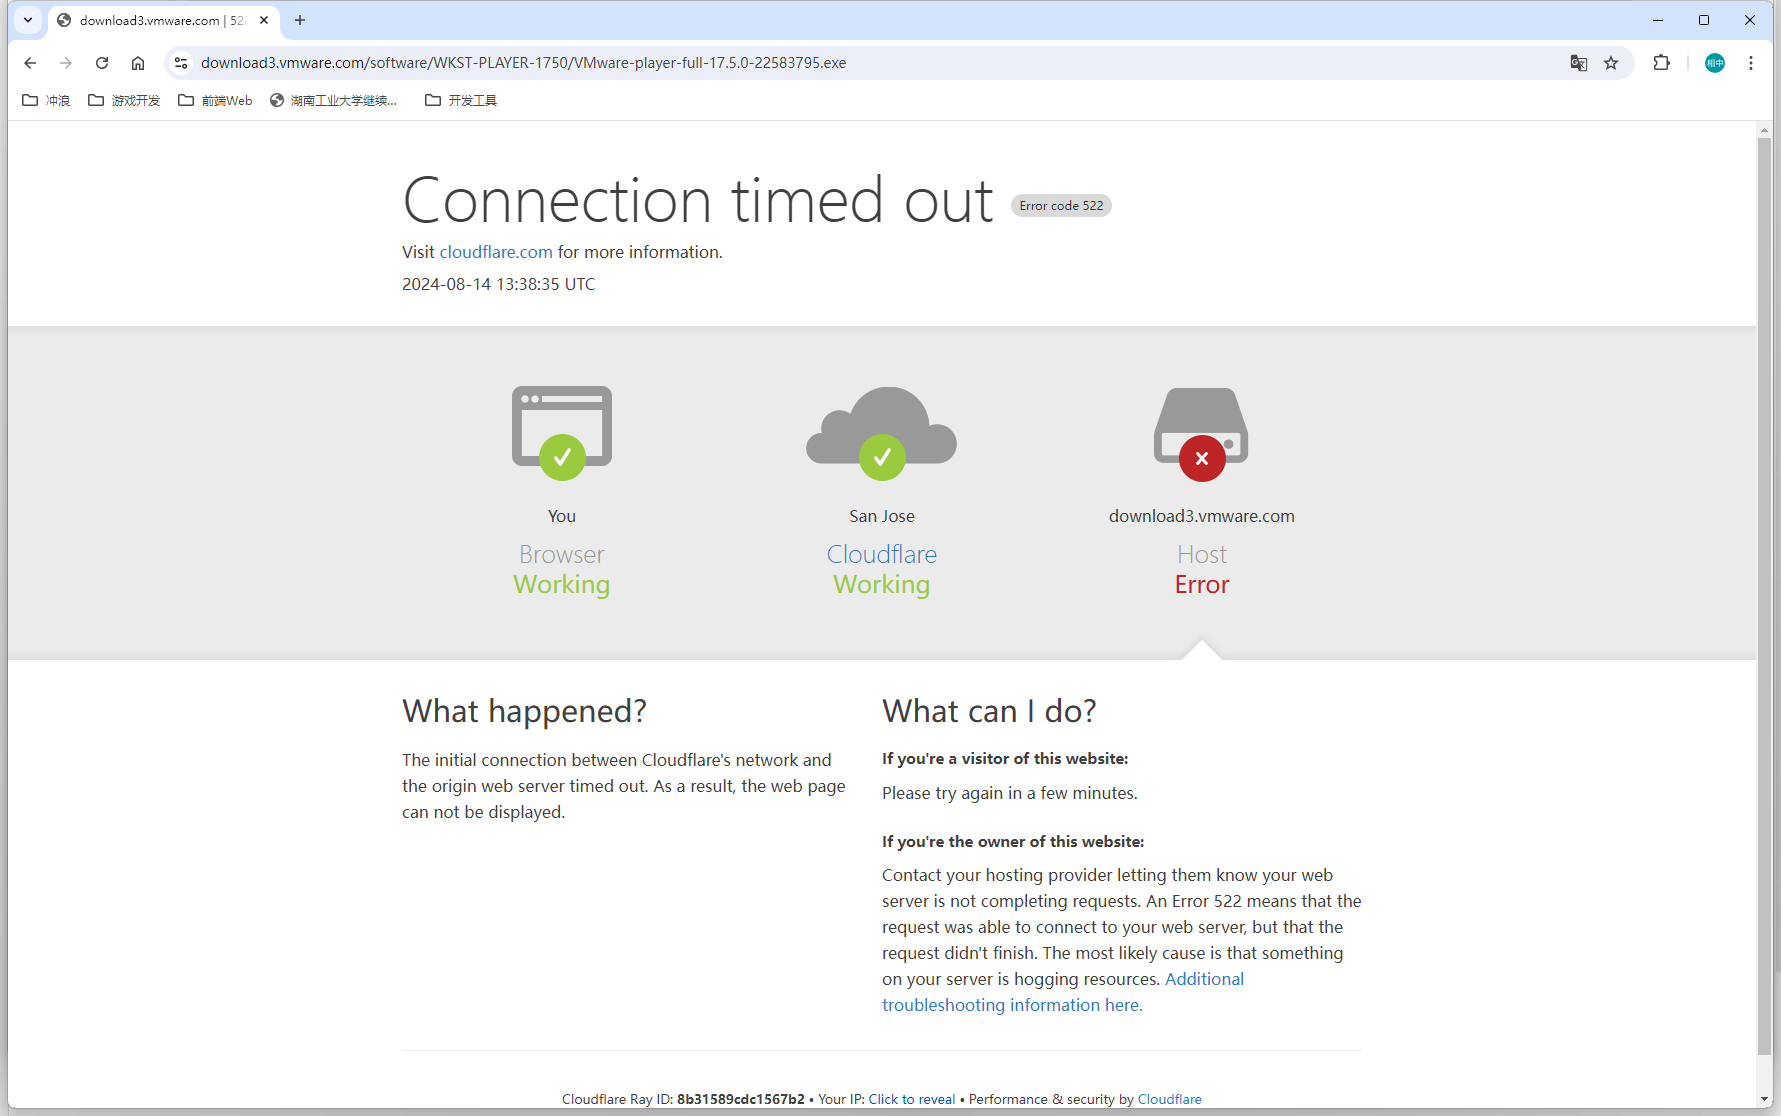 download3.vmware.com | 522
download3.vmware.com/software/WKST-PLAYER-1750/VMware-player-full-17.5.0-22583795.exe
相中
冲浪
游戏开发
前端Web
湖南工业大学继续...
开发工具
Connection timed out
Error code 522
Visit cloudflare.com for more information.
2024-08-14 13:38:35 UTC
You
Browser
Working
San Jose
Cloudflare
Working
download3.vmware.com
Host
Error
What happened?
The initial connection between Cloudflare's network and
the origin web server timed out. As a result, the web page
can not be displayed.
What can I do?
If you're a visitor of this website:
Please try again in a few minutes.
If you're the owner of this website:
Contact your hosting provider letting them know your web
server is not completing requests. An Error 522 means that the
request was able to connect to your web server, but that the
request didn't finish. The most likely cause is that something
on your server is hogging resources. Additional
troubleshooting information here.
Cloudflare Ray ID: 8b31589cdc1567b2 • Your IP: Click to reveal • Performance & security by Cloudflare